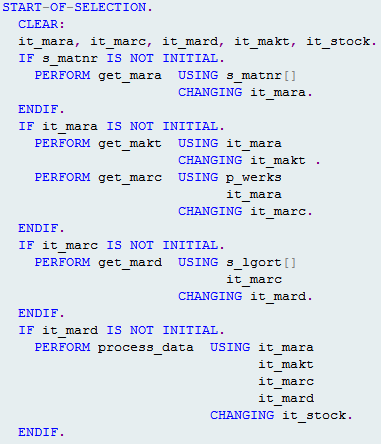 START-OF-SELECTION.
CLEAR:
it_mara, it_marc, it_mard, it_makt, it_stock.
IF s_matnr IS NOT INITIAL.
PERFORM get_mara USING s_matnr[]
CHANGING it_mara.
ENDIF.
IF it_mara IS NOT INITIAL.
PERFORM get_makt USING it_mara
CHANGING it_makt .
PERFORM get_marc USING p_werks
it_mara
CHANGING it_marc.
ENDIF.
IF it_marc IS NOT INITIAL.
PERFORM get_mard USING s_lgort[]
it_marc
CHANGING it_mard.
ENDIF.
IF it_mard IS NOT INITIAL.
PERFORM process_data USING it_mara
it_makt
it_marc
it_mard
CHANGING it_stock.
ENDIF.